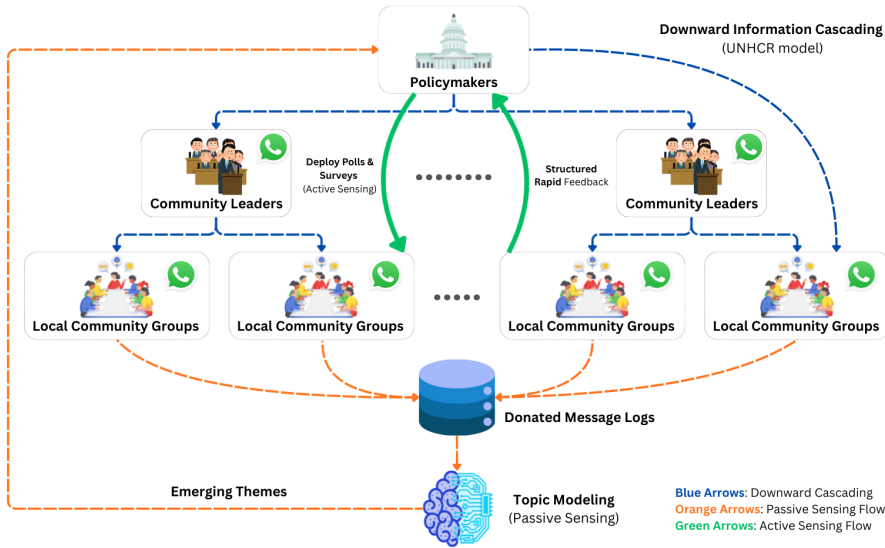 Downward Information Cascading
(UNHCR model)
Policymakers
Deploy Polls &
Surveys
(Active Sensing)
Structured
Rapid Feedback
Community Leaders
Community Leaders
Local Community Groups
Local Community Groups
Local Community Groups
Local Community Groups
Donated Message Logs
Emerging Themes
Topic Modeling
(Passive Sensing)
Blue Arrows: Downward Cascading
Orange Arrows: Passive Sensing Flow
Green Arrows: Active Sensing Flow